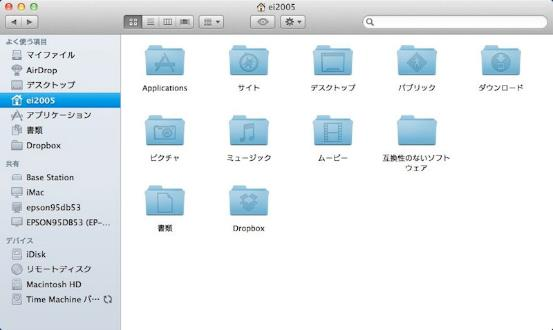 ei2005
よく使う項目
マイファイル
AirDrop
デスクトップ
ei2005
アプリケーション
書類
Dropbox
共有
Base Station
iMac
epson95db53
EPSON95DB53 (EP-...
デバイス
iDisk
リモートディスク
Macintosh HD
Time Machine バ...
Applications
サイト
デスクトップ
パブリック
ダウンロード
ピクチャ
ミュージック
ムービー
互換性のないソフト
ウェア
書類
Dropbox